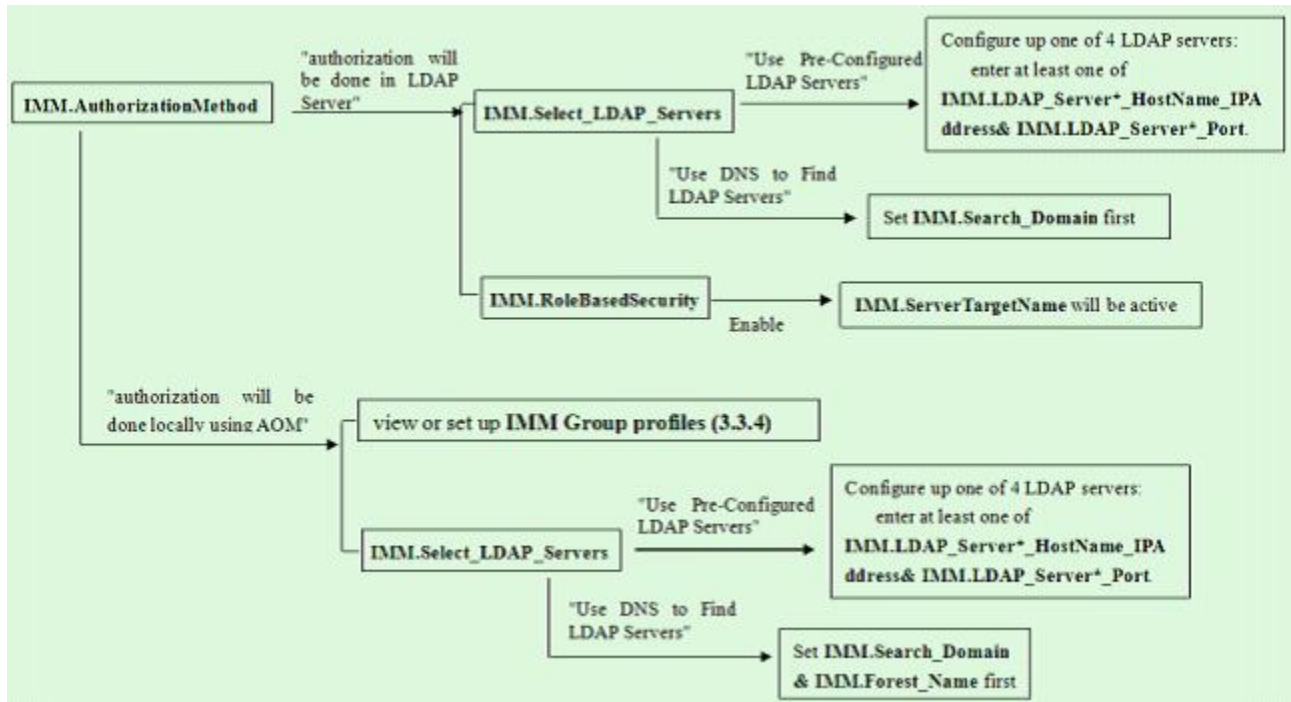 IMM.AuthorizationMethod
"authorization will
be done in LDAP
Server"
IMM.Select_LDAP_Servers
"Use Pre-Configured
LDAP Servers"
Configure up one of 4 LDAP servers:
enter at least one of
IMM.LDAP_Server*_HostName_IPA
ddress& IMM.LDAP_Server*_Port.
"Use DNS to Find
LDAP Servers"
Set IMM.Search_Domain first
IMM.RoleBasedSecurity
Enable
IMM.ServerTargetName will be active
"authorization will be
done locally using AOM"
view or set up IMM Group profiles (3.3.4)
IMM.Select_LDAP_Servers
"Use Pre-Configured
LDAP Servers"
Configure up one of 4 LDAP servers:
enter at least one of
IMM.LDAP_Server*_HostName_IPA
ddress& IMM.LDAP_Server*_Port
"Use DNS to Find
LDAP Servers"
Set IMM.Search_Domain
& IMM.Forest_Name first